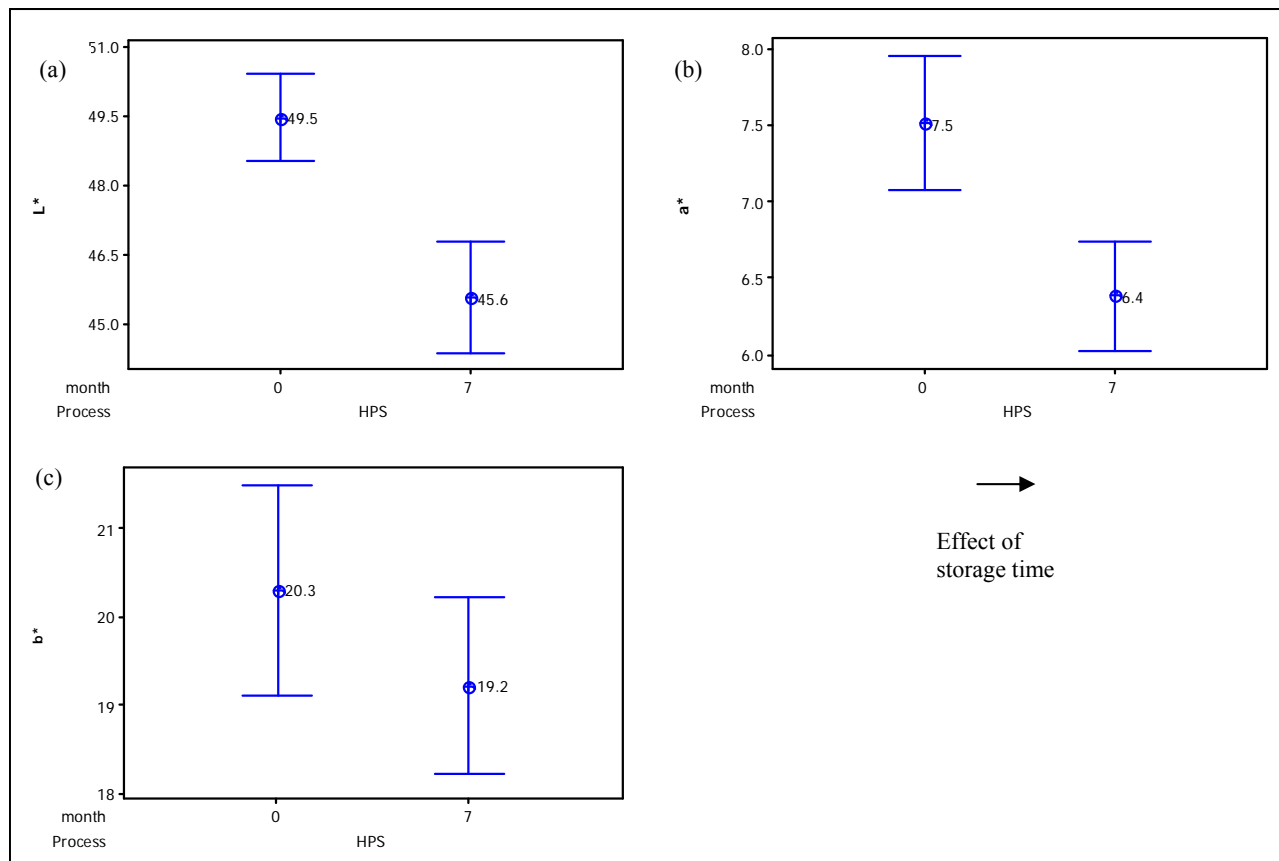 (a)
51.0
49.5
48.0
46.5
45.0
L*
49.5
45.6
month 0 7
Process HPS
(b)
8.0
7.5
7.0
6.5
6.0
a*
7.5
6.4
month 0 7
Process HPS
(c)
21
20
19
18
b*
20.3
19.2
month 0 7
Process HPS
Effect of
storage time